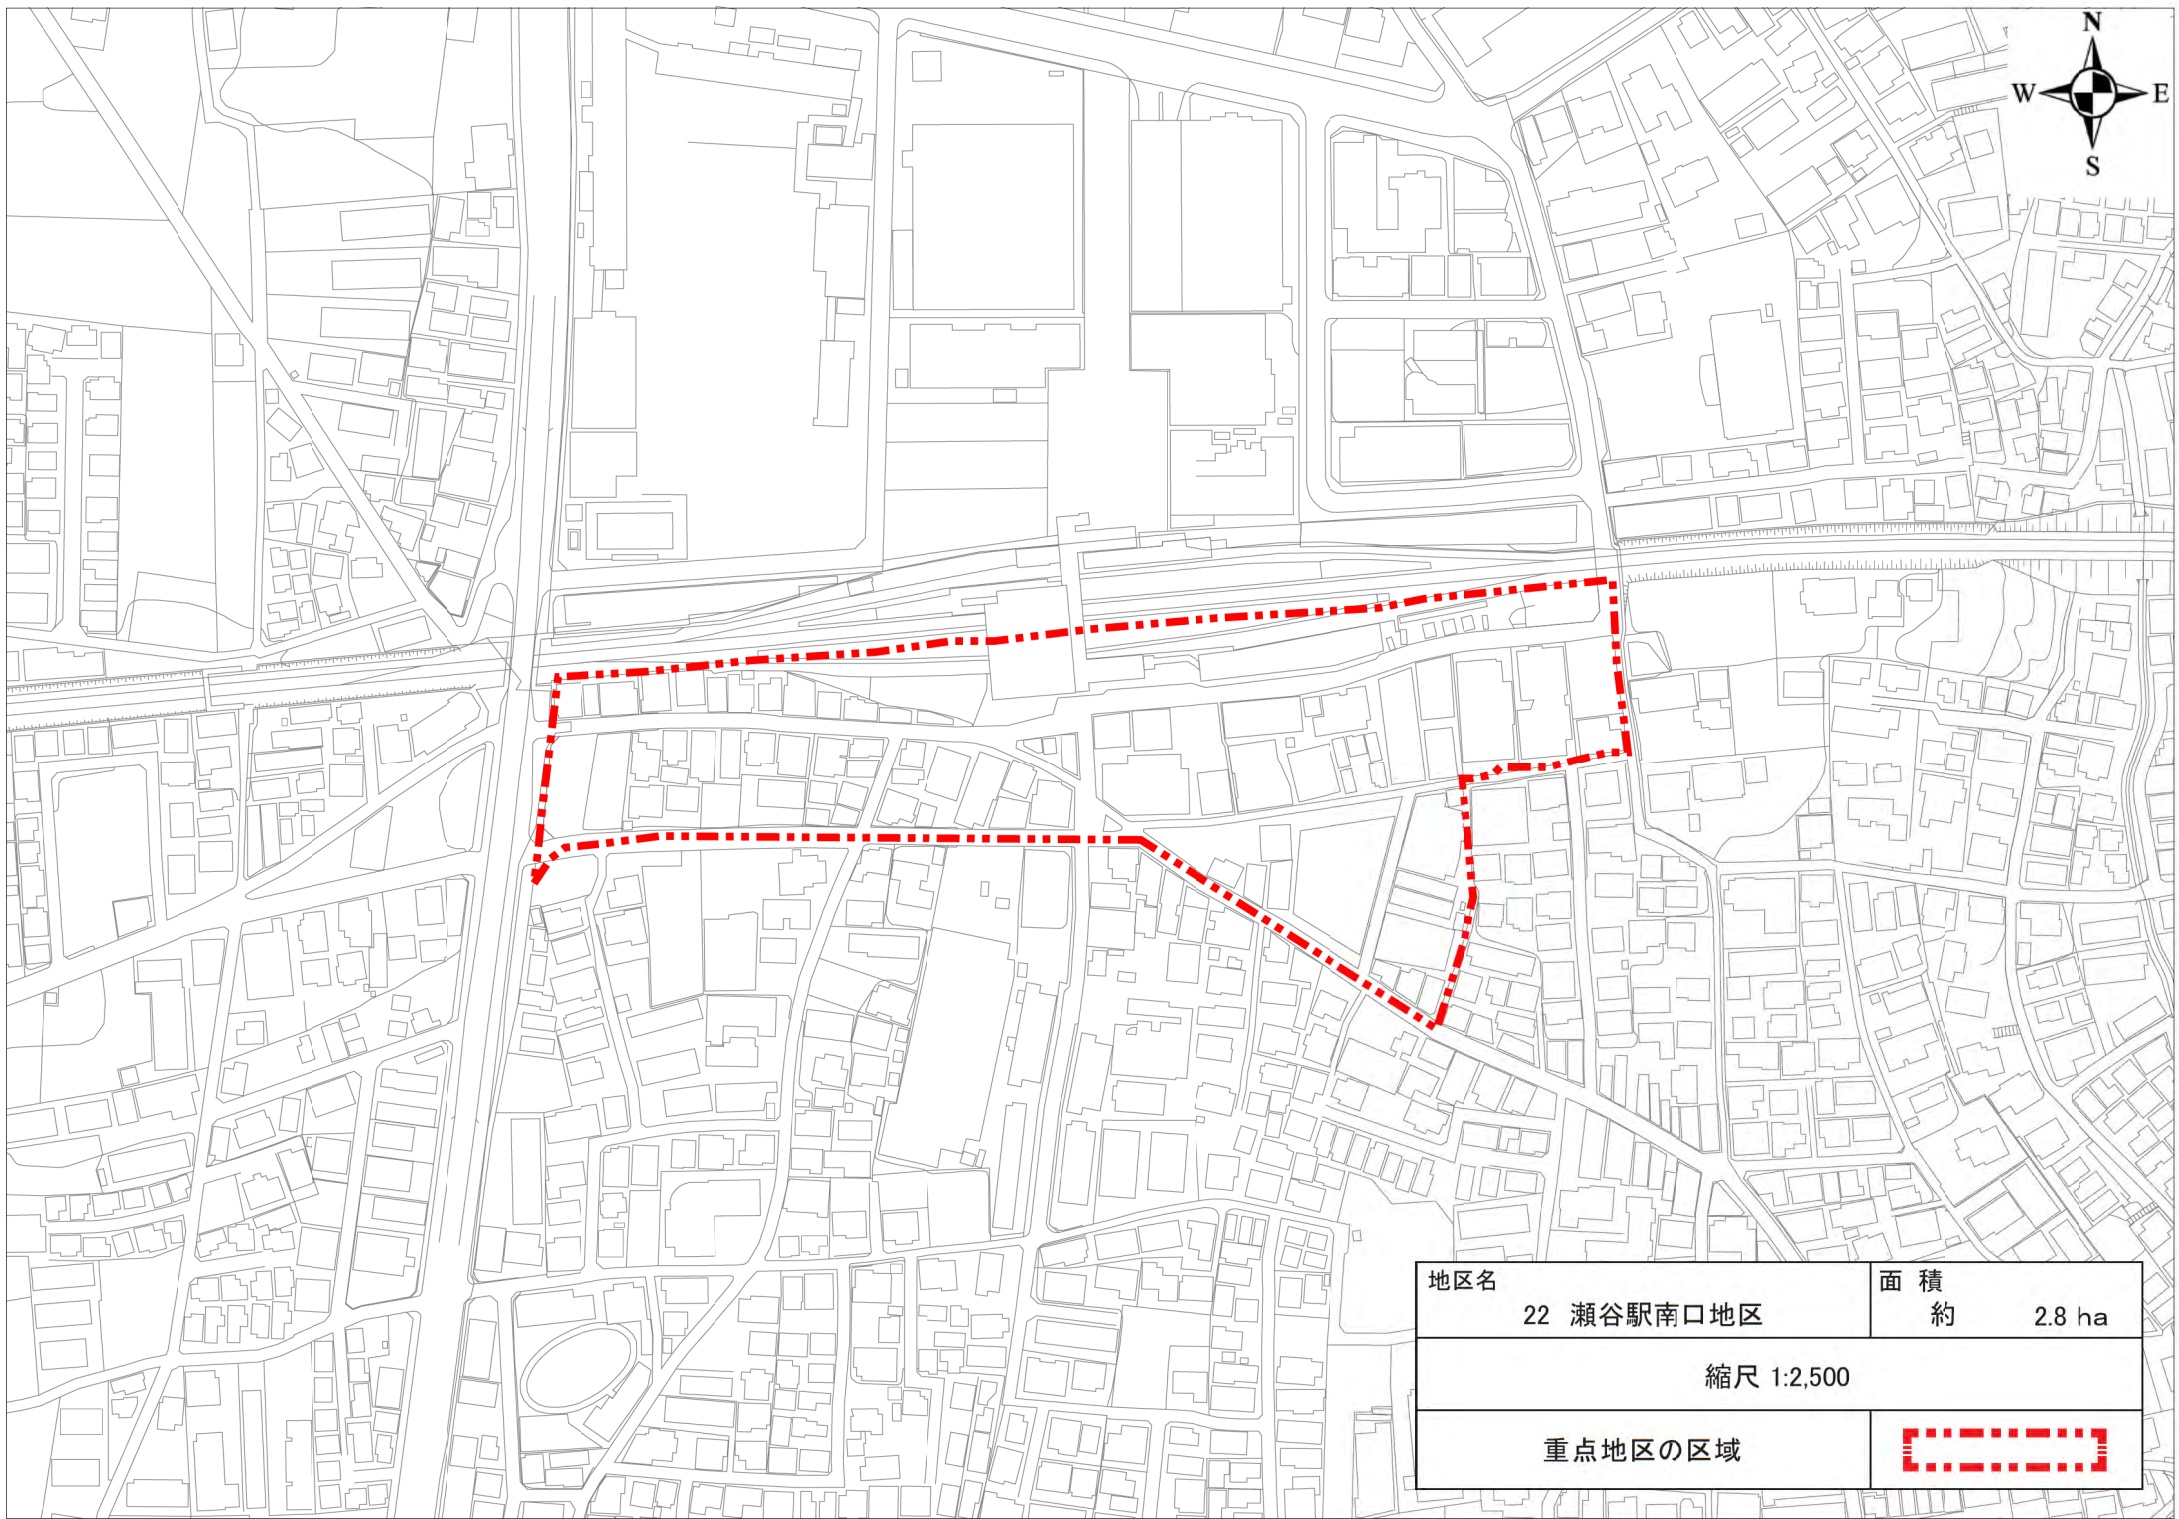 N
W E
S
地区名
22 瀬谷駅南口地区
面 積
約 2.8 ha
縮尺 1:2,500
重点地区の区域